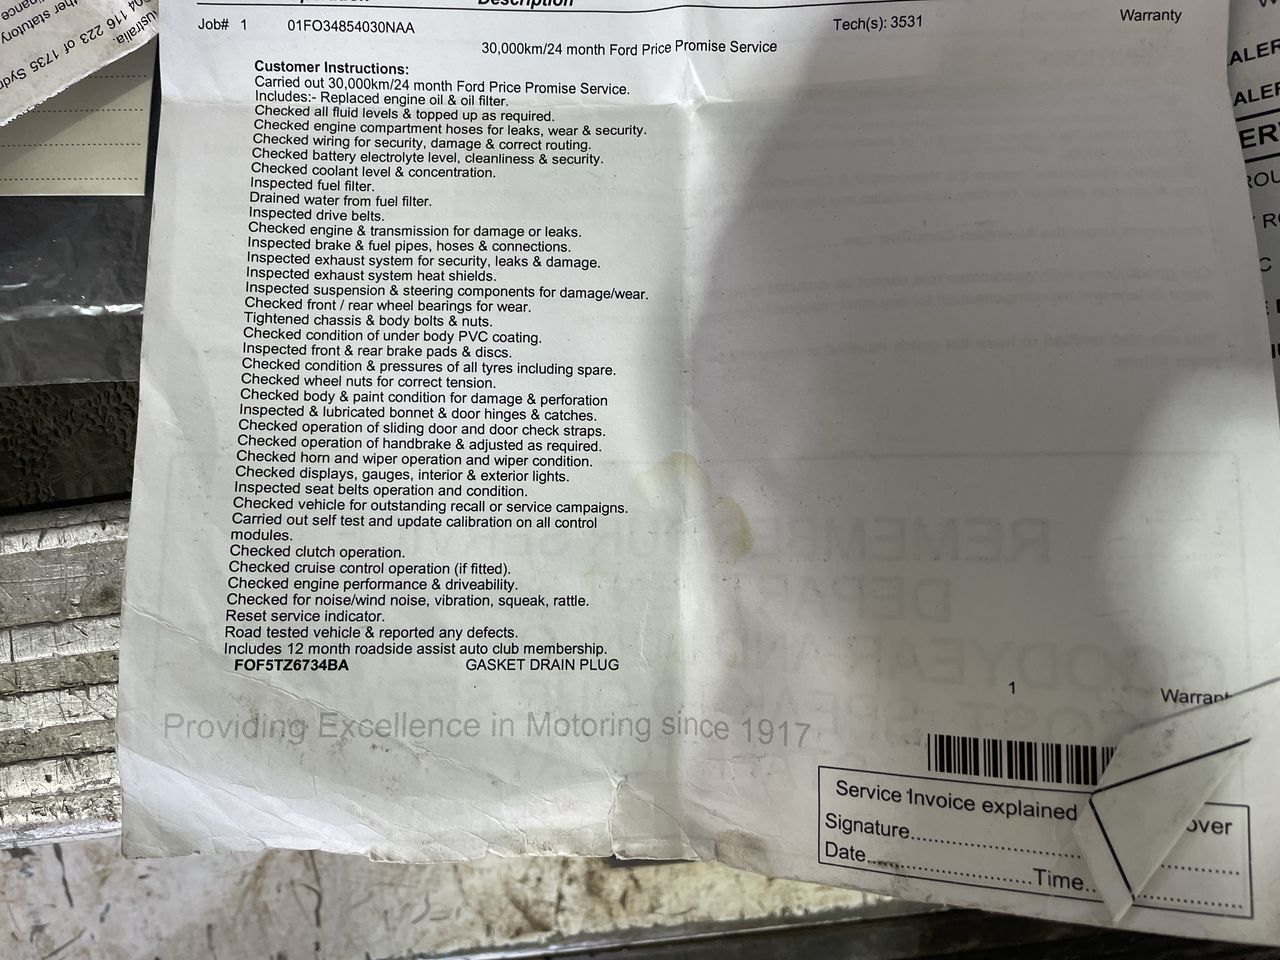 Description
Job# 1 01FO34854030NAA Tech(s): 3531 Warranty
30,000km/24 month Ford Price Promise Service
Customer Instructions:
Carried out 30,000km/24 month Ford Price Promise Service.
Includes:- Replaced engine oil & oil filter.
Checked all fluid levels & topped up as required.
Checked engine compartment hoses for leaks, wear & security.
Checked wiring for security, damage & correct routing.
Checked battery electrolyte level, cleanliness & security.
Checked coolant level & concentration.
Inspected fuel filter.
Drained water from fuel filter.
Inspected drive belts.
Checked engine & transmission for damage or leaks.
Inspected brake & fuel pipes, hoses & connections.
Inspected exhaust system for security, leaks & damage.
Inspected exhaust system heat shields.
Inspected suspension & steering components for damage/wear.
Checked front / rear wheel bearings for wear.
Tightened chassis & body bolts & nuts.
Checked condition of under body PVC coating.
Inspected front & rear brake pads & discs.
Checked condition & pressures of all tyres including spare.
Checked wheel nuts for correct tension.
Checked body & paint condition for damage & perforation
Inspected & lubricated bonnet & door hinges & catches.
Checked operation of sliding door and door check straps.
Checked operation of handbrake & adjusted as required.
Checked horn and wiper operation and wiper condition.
Checked displays, gauges, interior & exterior lights.
Inspected seat belts operation and condition.
Checked vehicle for outstanding recall or service campaigns.
Carried out self test and update calibration on all control
modules.
Checked clutch operation.
Checked cruise control operation (if fitted).
Checked engine performance & driveability.
Checked for noise/wind noise, vibration, squeak, rattle.
Reset service indicator.
Road tested vehicle & reported any defects.
Includes 12 month roadside assist auto club membership.
FOF5TZ6734BA GASKET DRAIN PLUG
1 Warrant
Providing Excellence in Motoring since 1917
Service Invoice explained over
Signature
Date Time